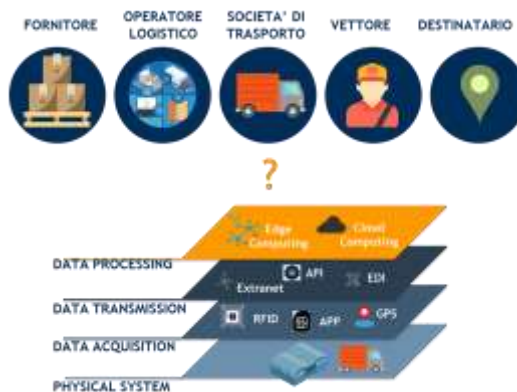 FORNITORE
OPERATORE
LOGISTICO
SOCIETA' DI
TRASPORTO
VETTORE
DESTINATARIO
?
Edge
Computing
Cloud
Computing
DATA PROCESSING
Extranet
API
EDI
DATA TRANSMISSION
RFID
APP
GPS
DATA ACQUISITION
PHYSICAL SYSTEM